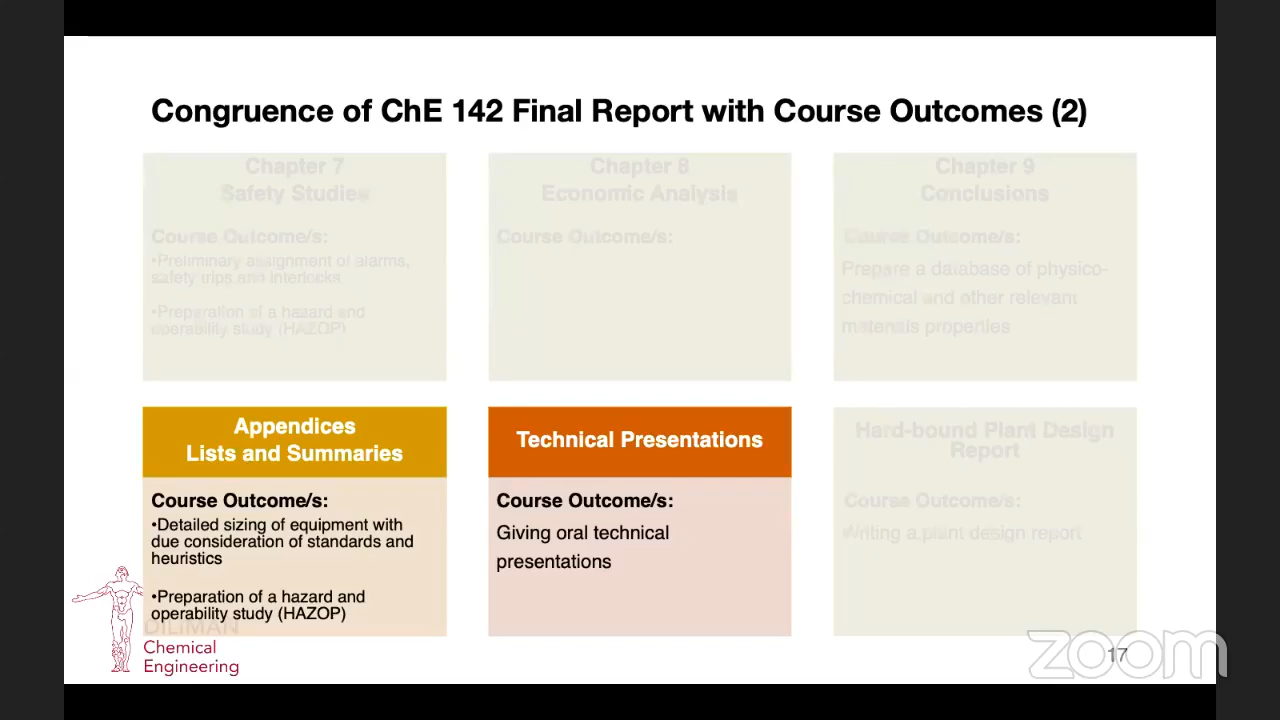 Congruence of ChE 142 Final Report with Course Outcomes (2)
Chapter 7
Safety Studies
Course Outcome/s:
•Preliminary assignment of alarms,
safety trips and interlocks
•Preparation of a hazard and
operability study (HAZOP)
Chapter 8
Economic Analysis
Course Outcome/s:
Chapter 9
Conclusions
Course Outcome/s:
Prepare a database of physico-
chemical and other relevant
materials properties
Appendices
Lists and Summaries
Course Outcome/s:
•Detailed sizing of equipment with
due consideration of standards and
heuristics
•Preparation of a hazard and
operability study (HAZOP)
Technical Presentations
Course Outcome/s:
Giving oral technical
presentations
Hard-bound Plant Design
Report
Course Outcome/s:
Writing a plant design report
DILIMAN
Chemical
Engineering
17
zoom